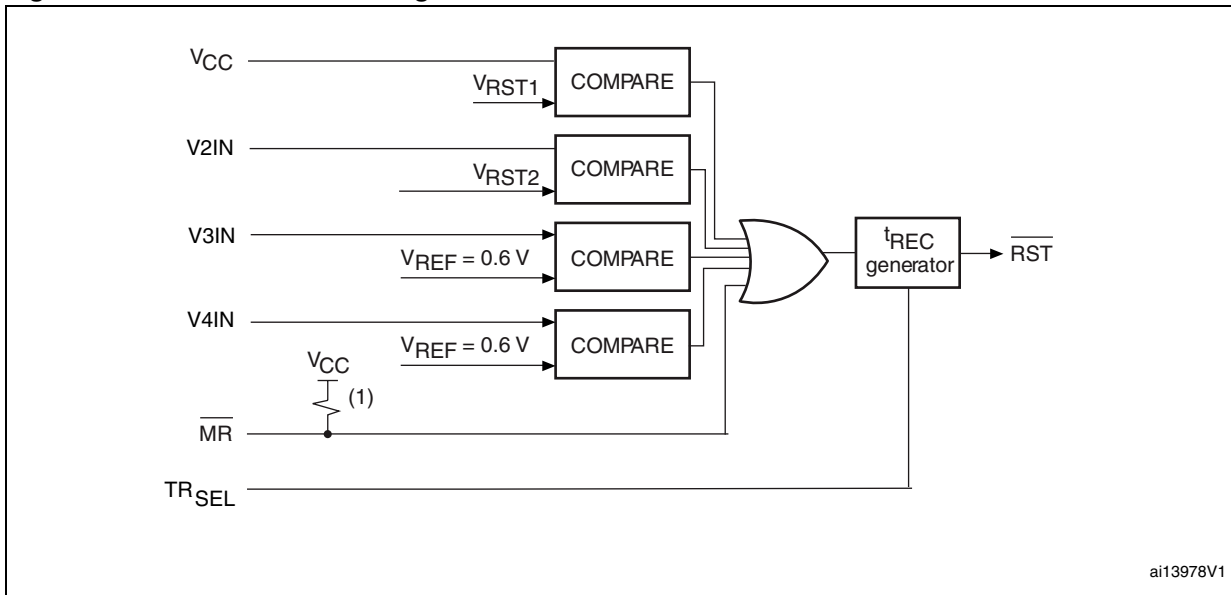 VCC
COMPARE
VRST1
V2IN
COMPARE
VRST2
V3IN
COMPARE
VREF = 0.6 V
V4IN
COMPARE
VREF = 0.6 V
VCC
(1)
MR
TRSEL
tREC
generator
RST
ai13978V1